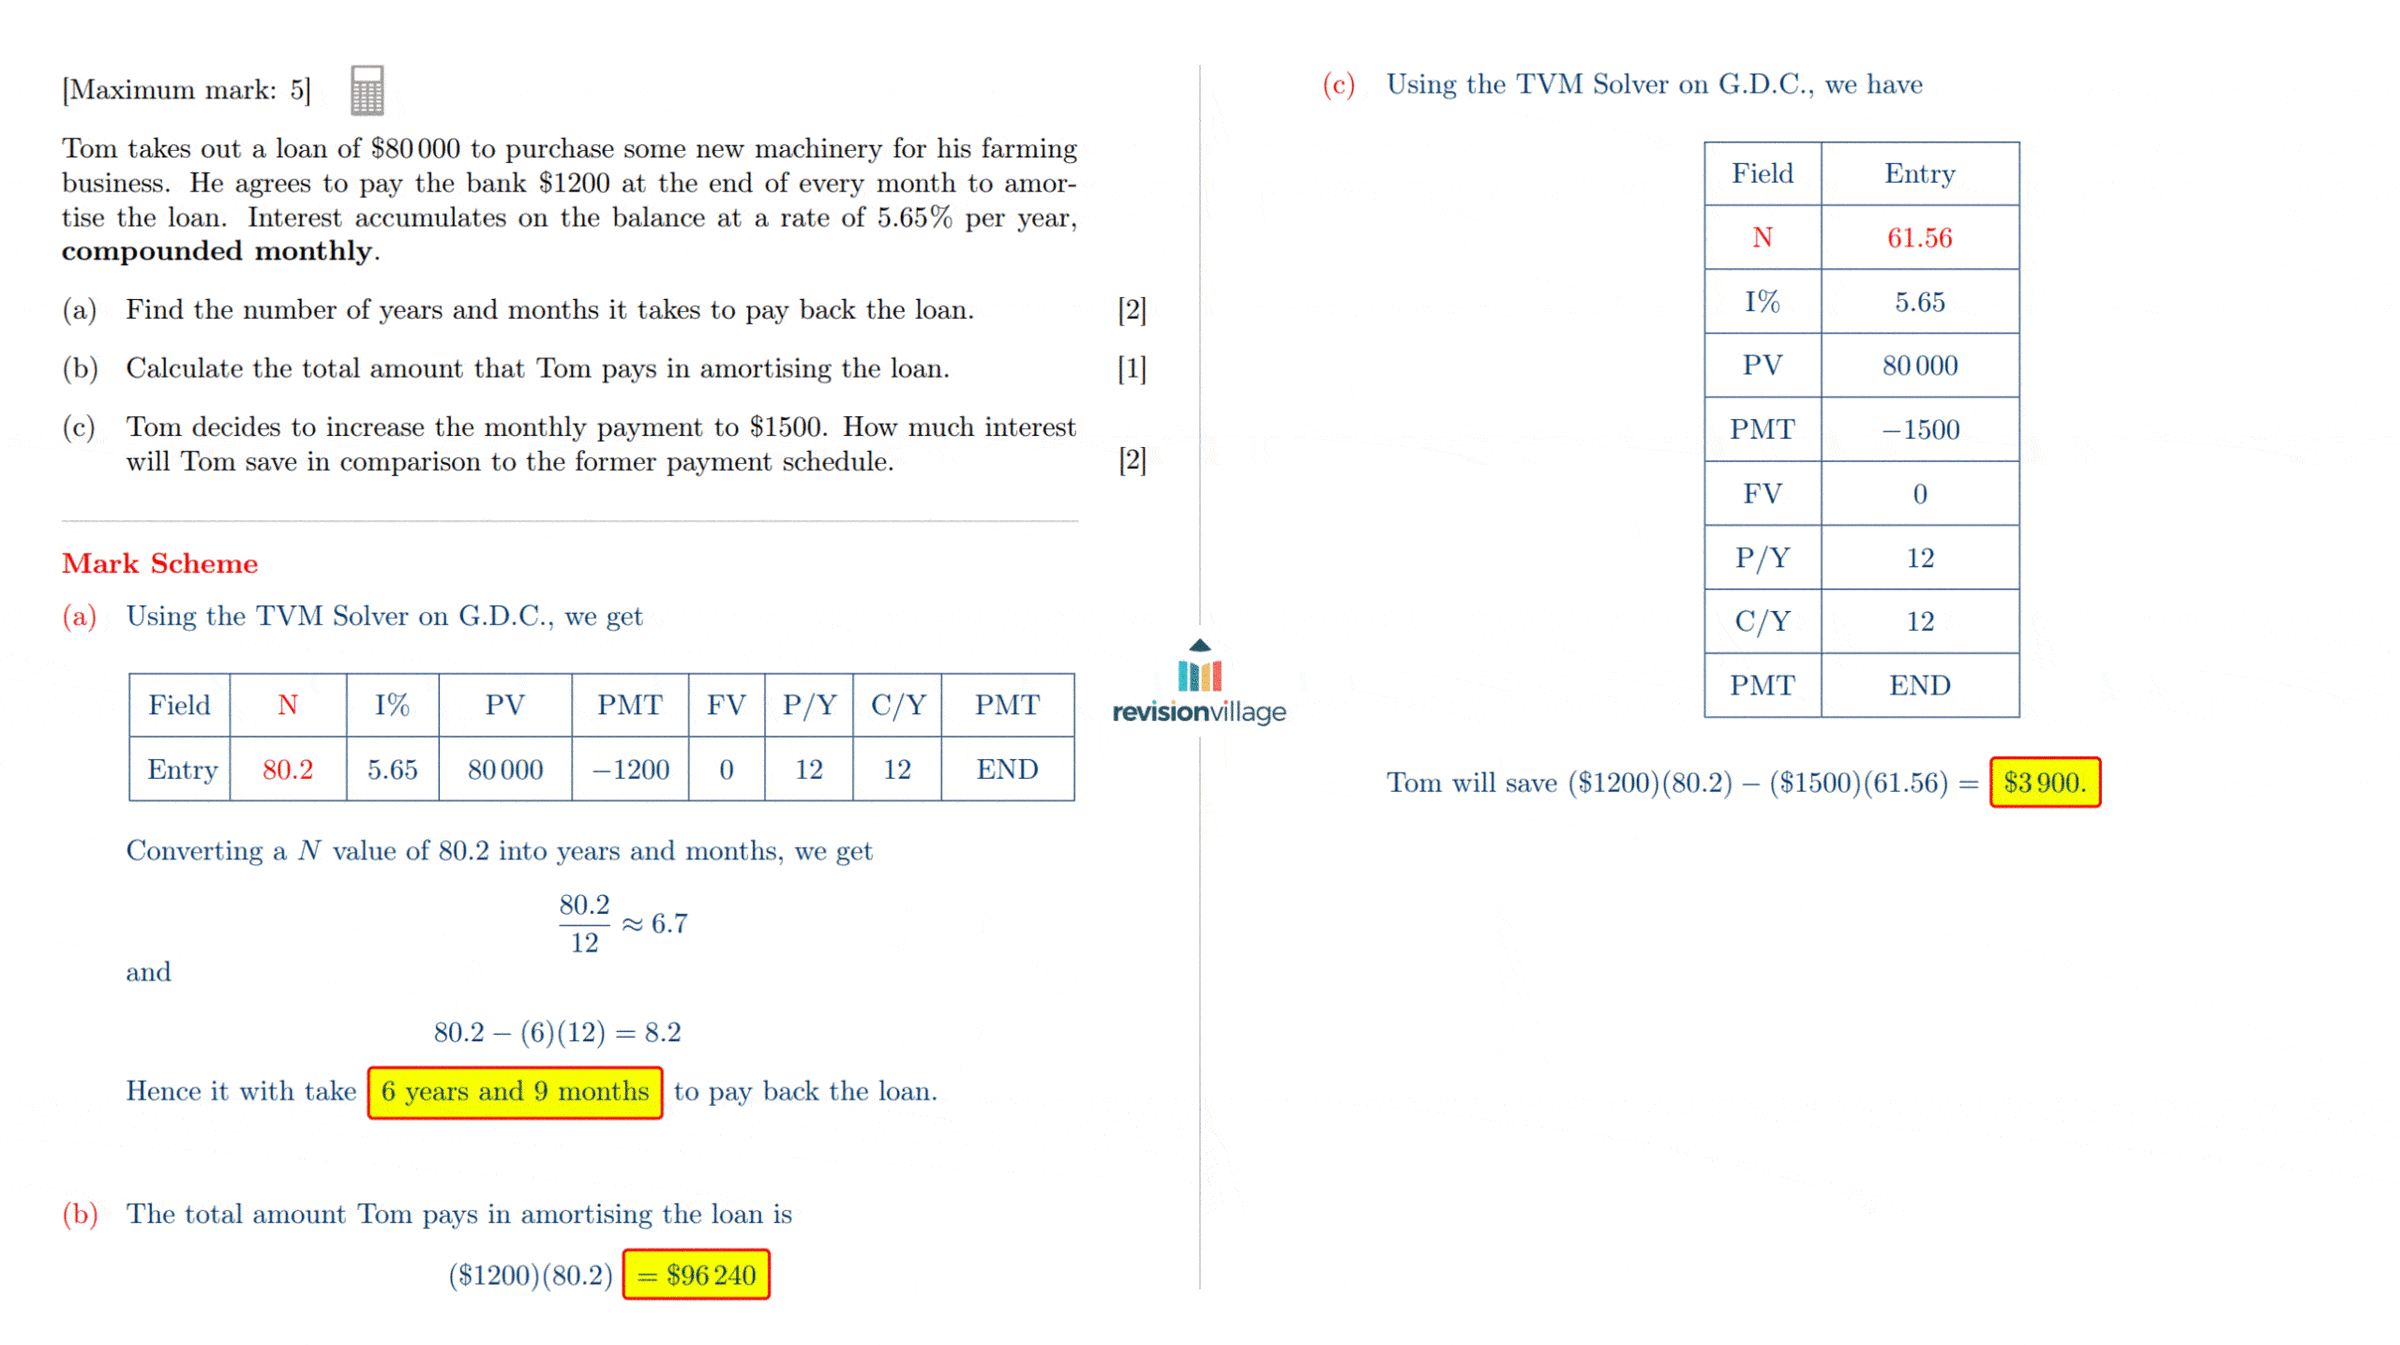 [Maximum mark: 5]
Tom takes out a loan of $80 000 to purchase some new machinery for his farming
business. He agrees to pay the bank $1200 at the end of every month to amor-
tise the loan. Interest accumulates on the balance at a rate of 5.65% per year,
compounded monthly.
(a) Find the number of years and months it takes to pay back the loan. [2]
(b) Calculate the total amount that Tom pays in amortising the loan. [1]
(c) Tom decides to increase the monthly payment to $1500. How much interest
will Tom save in comparison to the former payment schedule. [2]
Mark Scheme
(a) Using the TVM Solver on G.D.C., we get
Field N I% PV PMT FV P/Y C/Y PMT
Entry 80.2 5.65 80 000 −1200 0 12 12 END
Converting a N value of 80.2 into years and months, we get
80.2
12
≈ 6.7
and
80.2 − (6)(12) = 8.2
Hence it with take 6 years and 9 months to pay back the loan.
(b) The total amount Tom pays in amortising the loan is
($1200)(80.2) = $96 240
revisionvillage
(c) Using the TVM Solver on G.D.C., we have
Field Entry
N 61.56
I% 5.65
PV 80 000
PMT −1500
FV 0
P/Y 12
C/Y 12
PMT END
Tom will save ($1200)(80.2) − ($1500)(61.56) = $3 900.